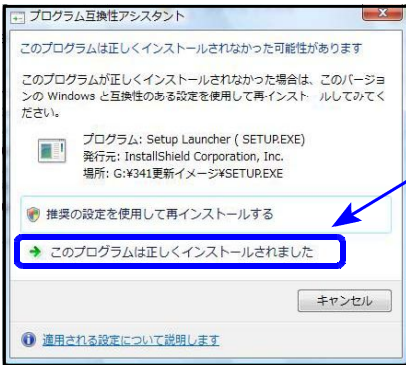 プログラム互換性アシスタント
このプログラムは正しくインストールされなかった可能性があります
このプログラムが正しくインストールされなかった場合は、このバージョ
ンの Windows と互換性のある設定を使用して再インスト ルしてみてく
ださい。
プログラム: Setup Launcher ( SETUP.EXE)
発行元: InstallShield Corporation, Inc.
場所: G:¥341更新イメージ¥SETUP.EXE
推奨の設定を使用して再インストールする
このプログラムは正しくインストールされました
キャンセル
適用される設定について説明します